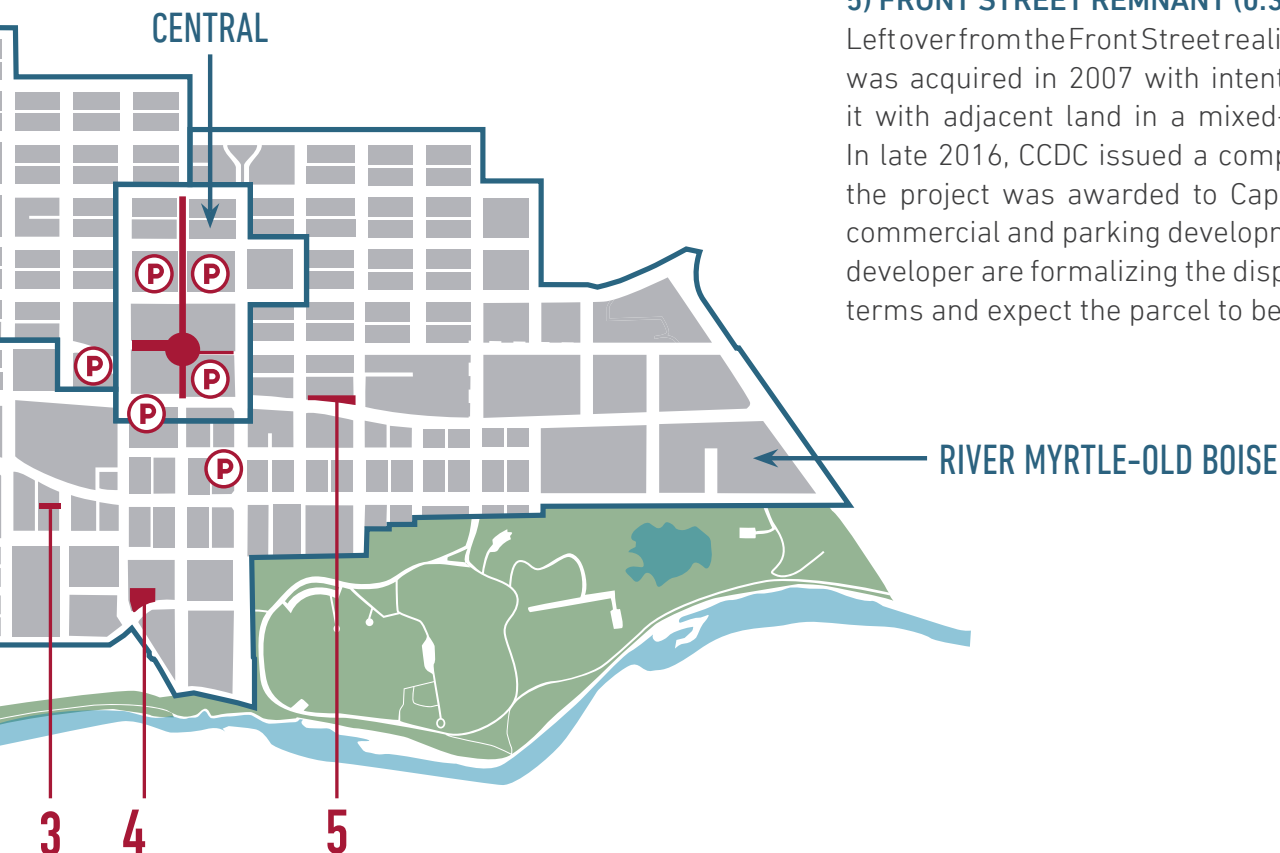 CENTRAL
P P
P P
P
P
RIVER MYRTLE-OLD BOISE
3 4 5
5) FRONT STREET REMNANT (0.3
Left over from the Front Street reali
was acquired in 2007 with intent
it with adjacent land in a mixed-
In late 2016, CCDC issued a comp
the project was awarded to Cap
commercial and parking developm
developer are formalizing the disp
terms and expect the parcel to be